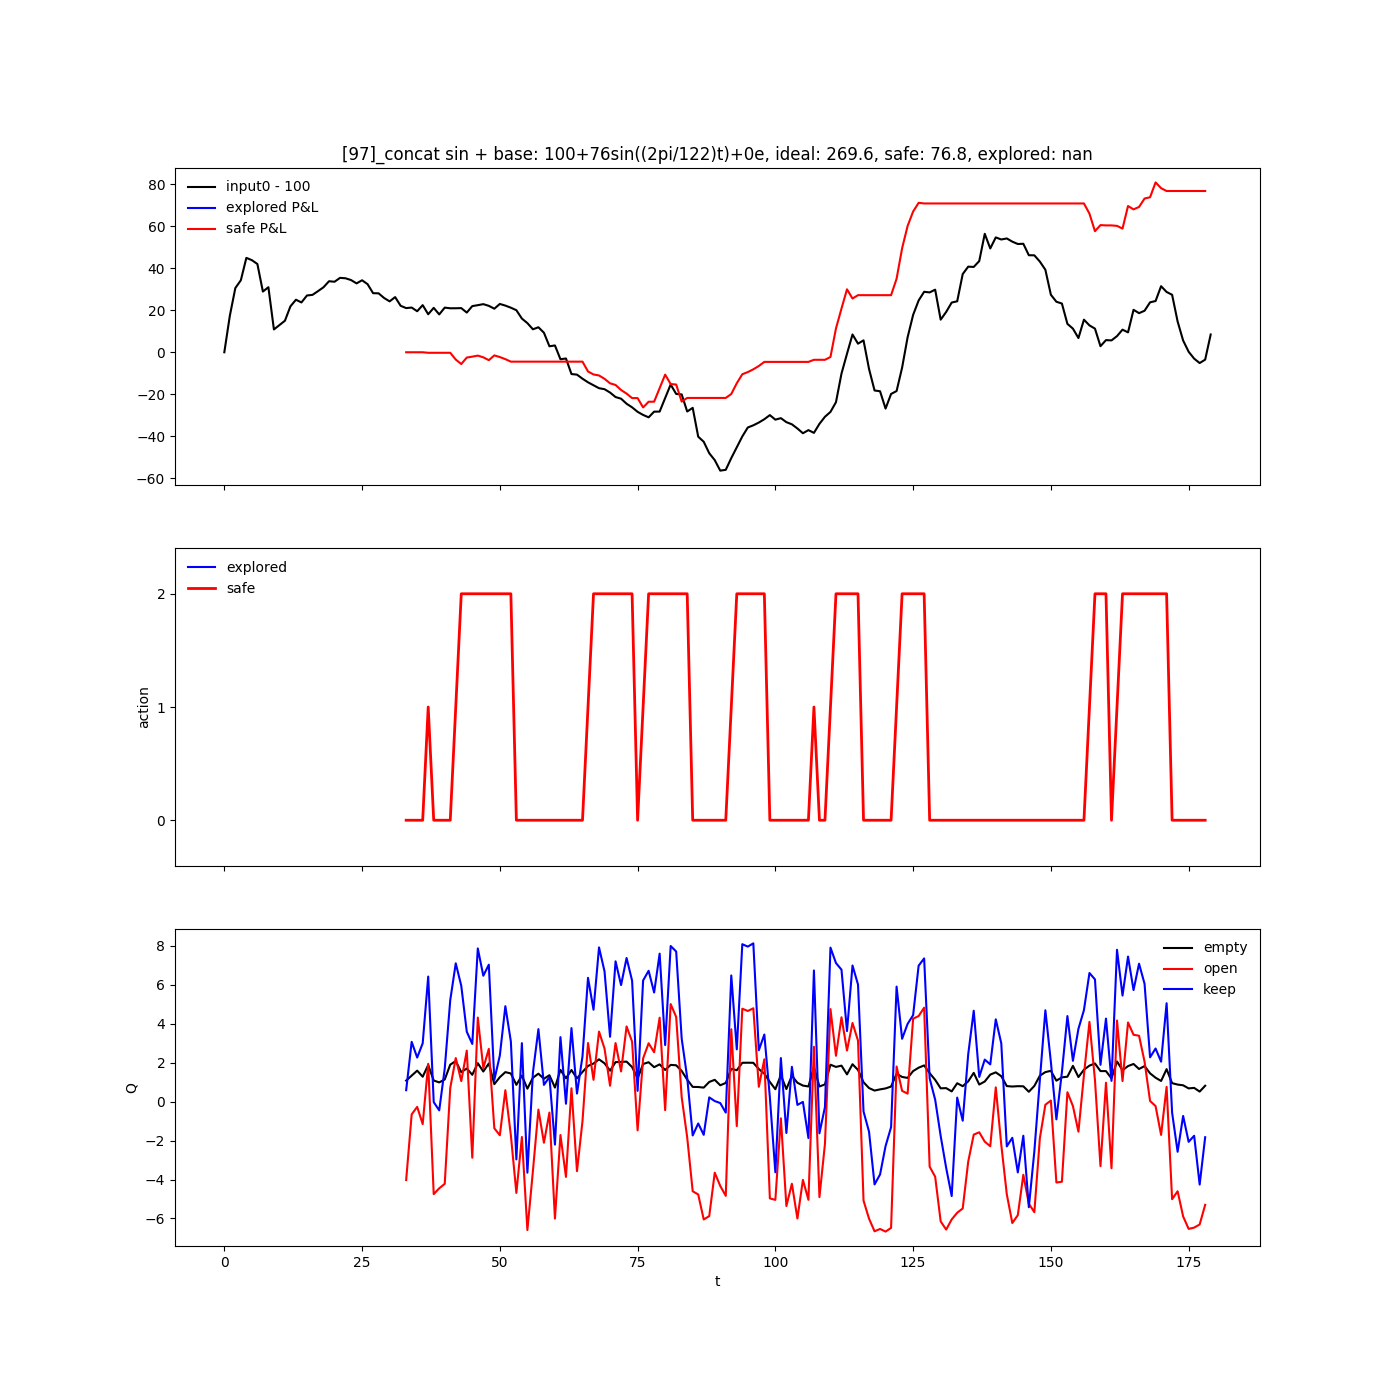 [97]_concat sin + base: 100+76sin((2pi/122)t)+0e, ideal: 269.6, safe: 76.8, explored: nan
80
60
40
20
0
−20
−40
−60
input0 - 100
explored P&L
safe P&L
2
1
0
action
explored
safe
8
6
4
2
0
−2
−4
−6
Q
empty
open
keep
0 25 50 75 100 125 150 175
t